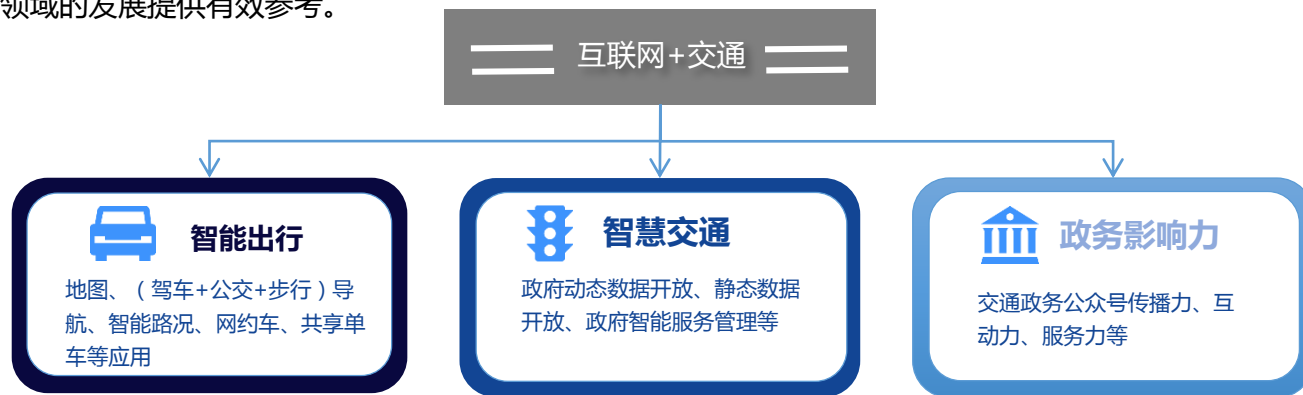 领域的发展提供有效参考。
互联网+交通
智能出行
地图、（驾车+公交+步行）导
航、智能路况、网约车、共享单
车等应用
智慧交通
政府动态数据开放、静态数据
开放、政府智能服务管理等
政务影响力
交通政务公众号传播力、互
动力、服务力等